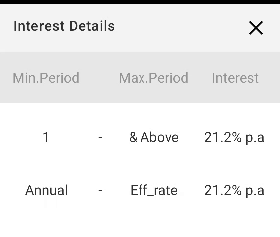 Interest Details
Min.Period Max.Period Interest
1 - & Above 21.2% p.a
Annual - Eff_rate 21.2% p.a